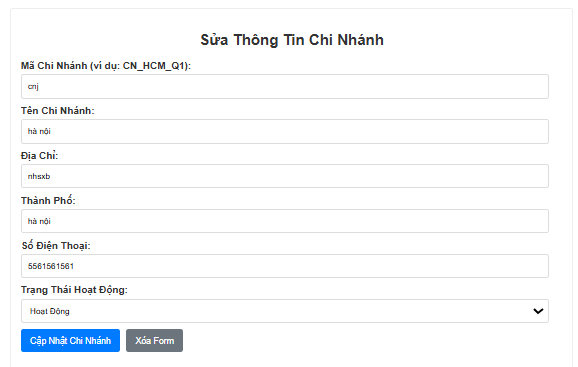 Sửa Thông Tin Chi Nhánh
Mã Chi Nhánh (ví dụ: CN_HCM_Q1):
cnj
Tên Chi Nhánh:
hà nội
Địa Chỉ:
nhsxb
Thành Phố:
hà nội
Số Điện Thoại:
5561561561
Trạng Thái Hoạt Động:
Hoạt Động
Cập Nhật Chi Nhánh Xóa Form